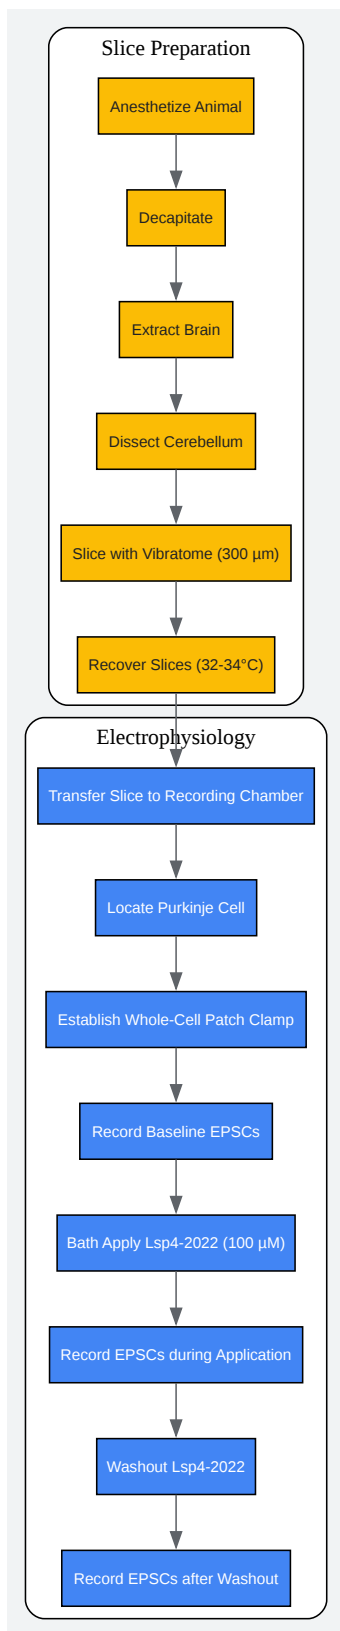 Slice Preparation
Anesthetize Animal
Decapitate
Extract Brain
Dissect Cerebellum
Slice with Vibratome (300 µm)
Recover Slices (32-34°C)
Electrophysiology
Transfer Slice to Recording Chamber
Locate Purkinje Cell
Establish Whole-Cell Patch Clamp
Record Baseline EPSCs
Bath Apply Lsp4-2022 (100 µM)
Record EPSCs during Application
Washout Lsp4-2022
Record EPSCs after Washout